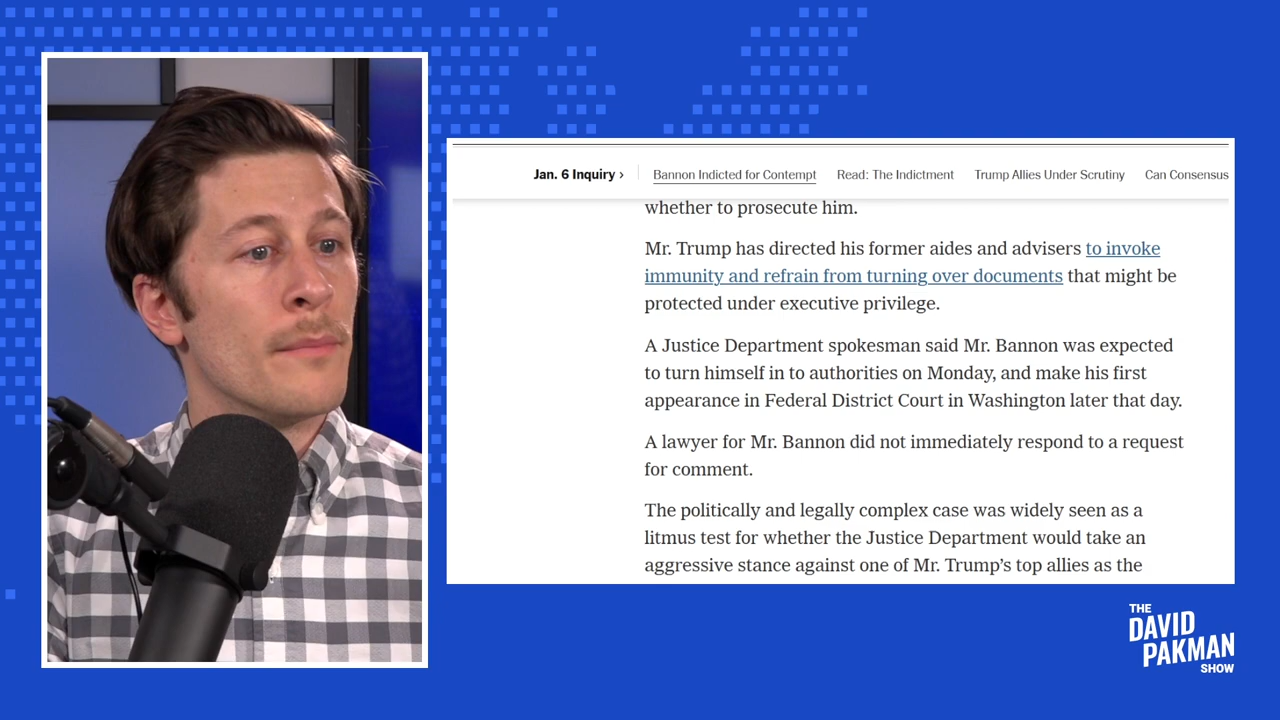 Jan. 6 Inquiry › Bannon Indicted for Contempt Read: The Indictment Trump Allies Under Scrutiny Can Consensus
whether to prosecute him.
Mr. Trump has directed his former aides and advisers to invoke
immunity and refrain from turning over documents that might be
protected under executive privilege.
A Justice Department spokesman said Mr. Bannon was expected
to turn himself in to authorities on Monday, and make his first
appearance in Federal District Court in Washington later that day.
A lawyer for Mr. Bannon did not immediately respond to a request
for comment.
The politically and legally complex case was widely seen as a
litmus test for whether the Justice Department would take an
aggressive stance against one of Mr. Trump’s top allies as the
THE
DAVID
PAKMAN
SHOW